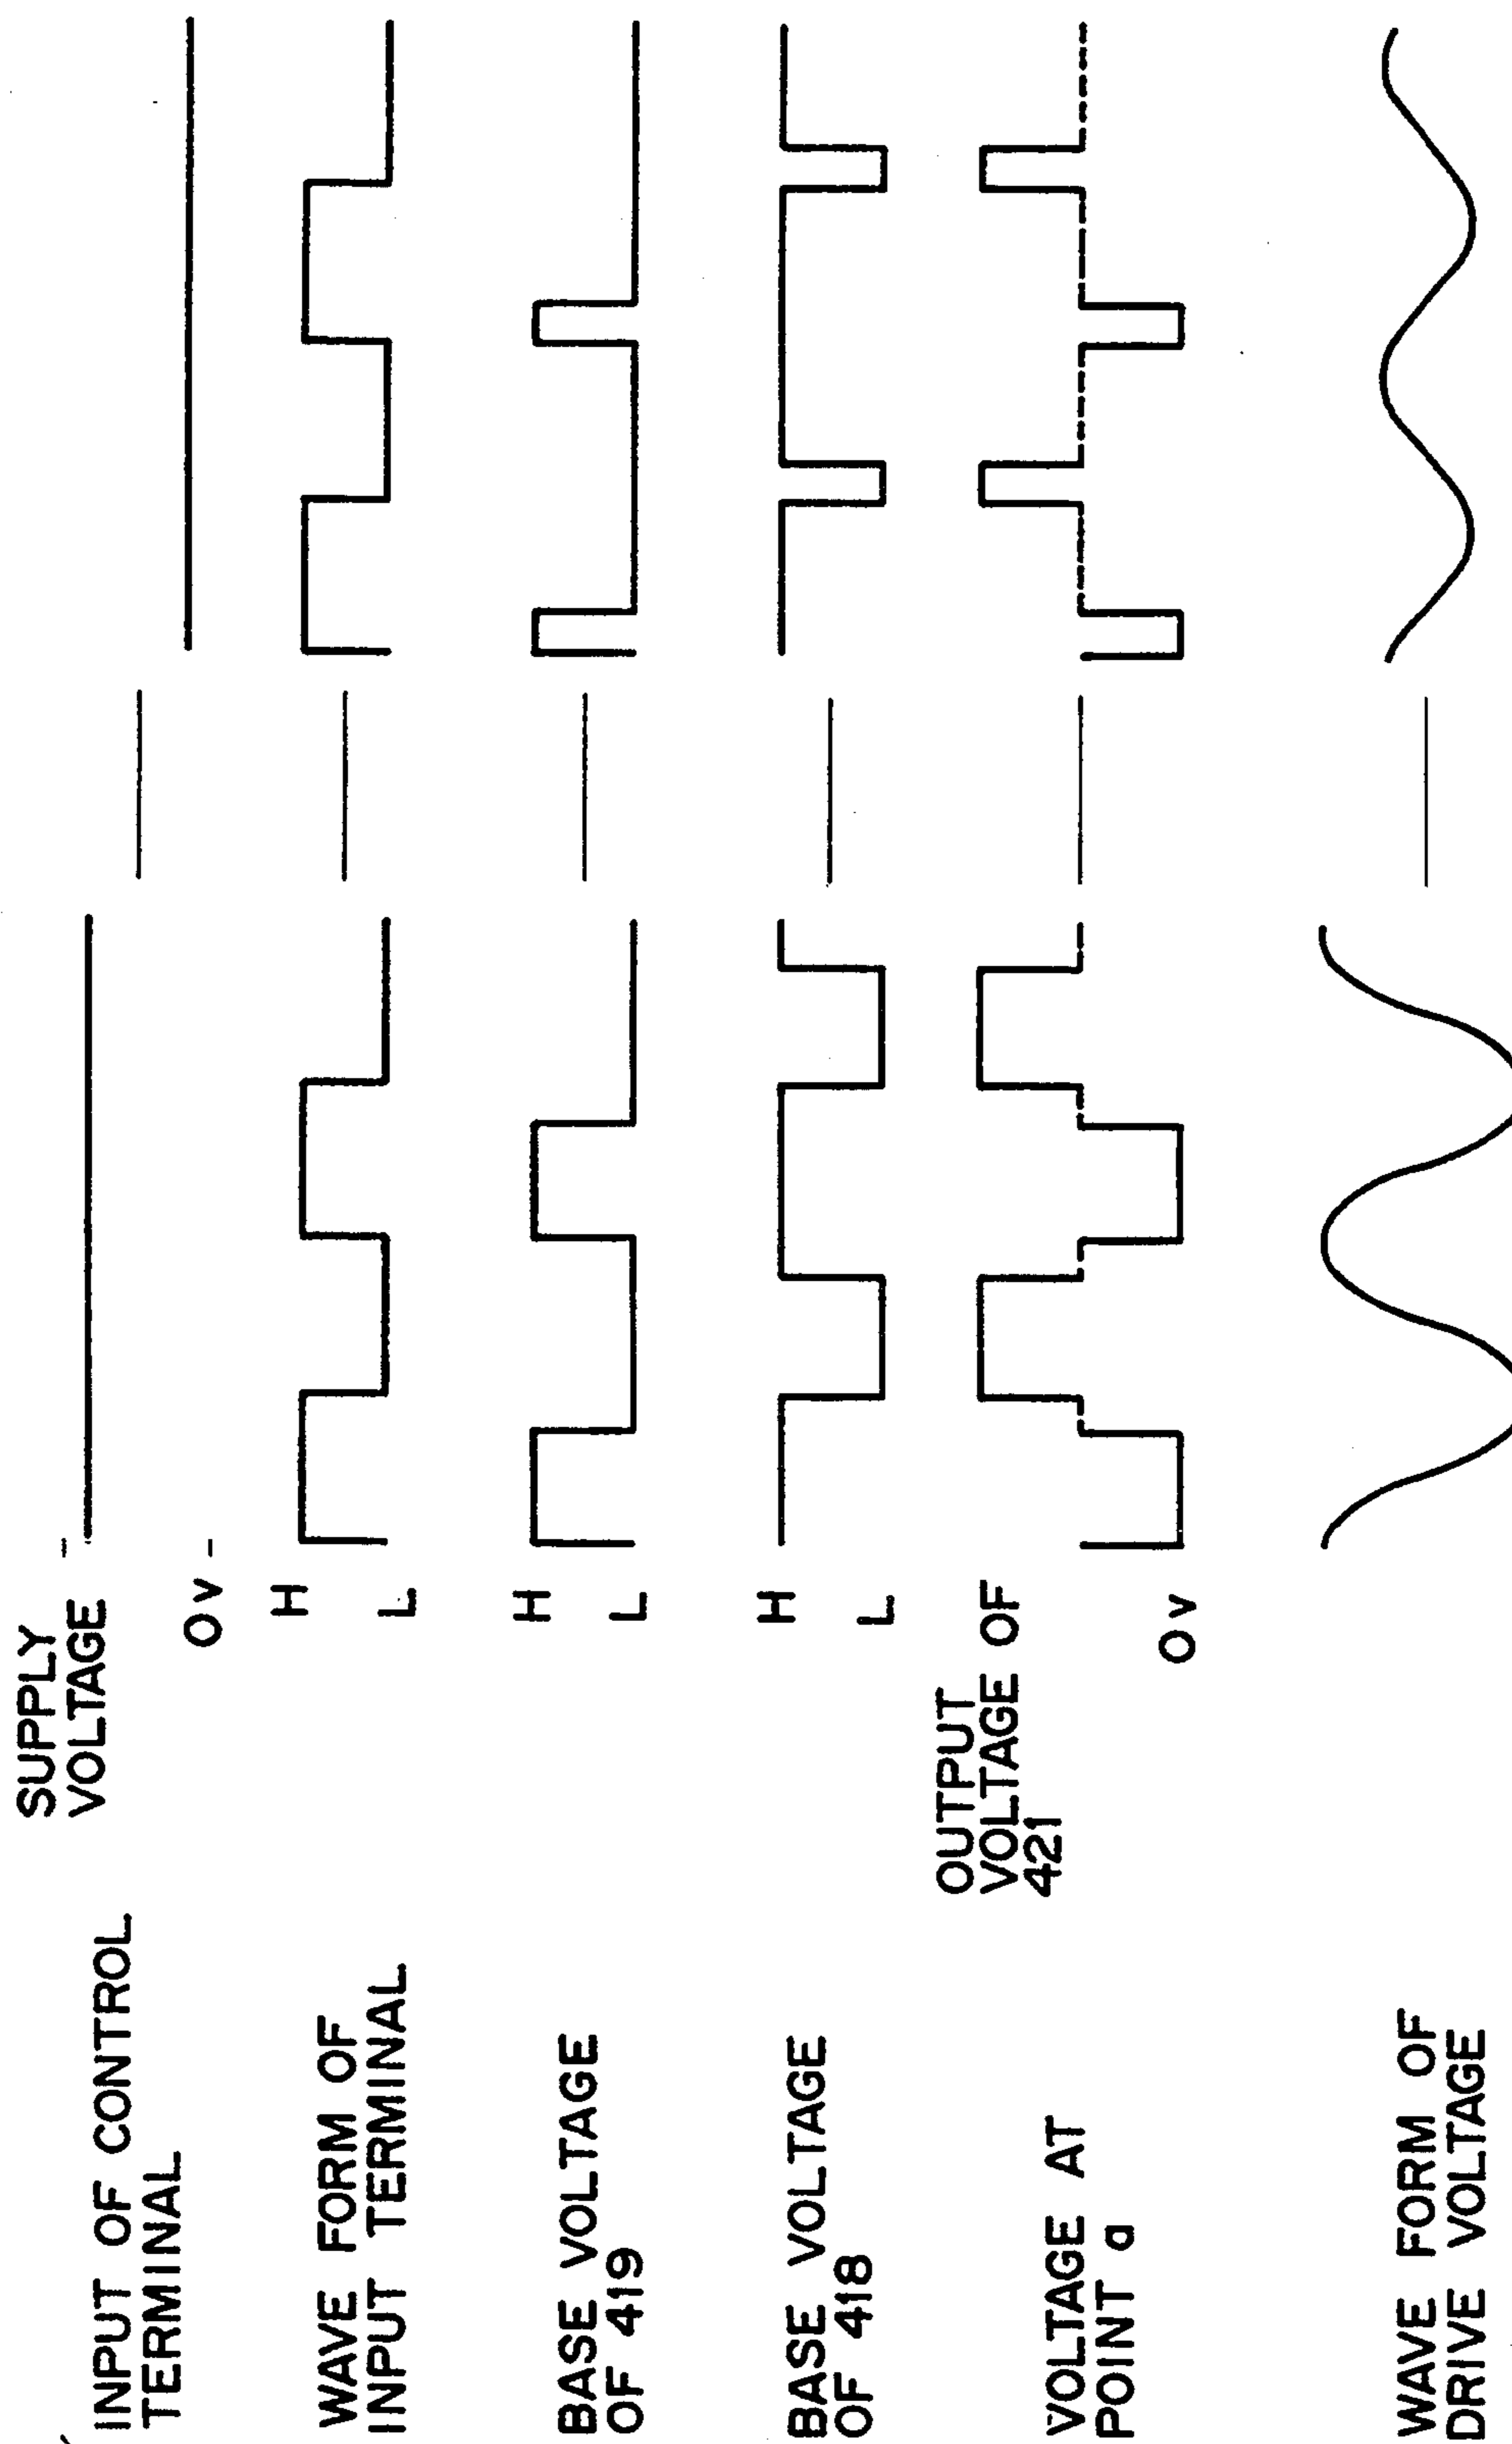 INPUT OF CONTROL
TERMINAL
SUPPLY
VOLTAGE
0V
WAVE FORM OF
INPUT TERMINAL
H
L
BASE VOLTAGE
OF 419
H
L
BASE VOLTAGE
OF 418
H
L
VOLTAGE AT
POINT a
OUTPUT
VOLTAGE OF
421
0V
WAVE FORM OF
DRIVE VOLTAGE